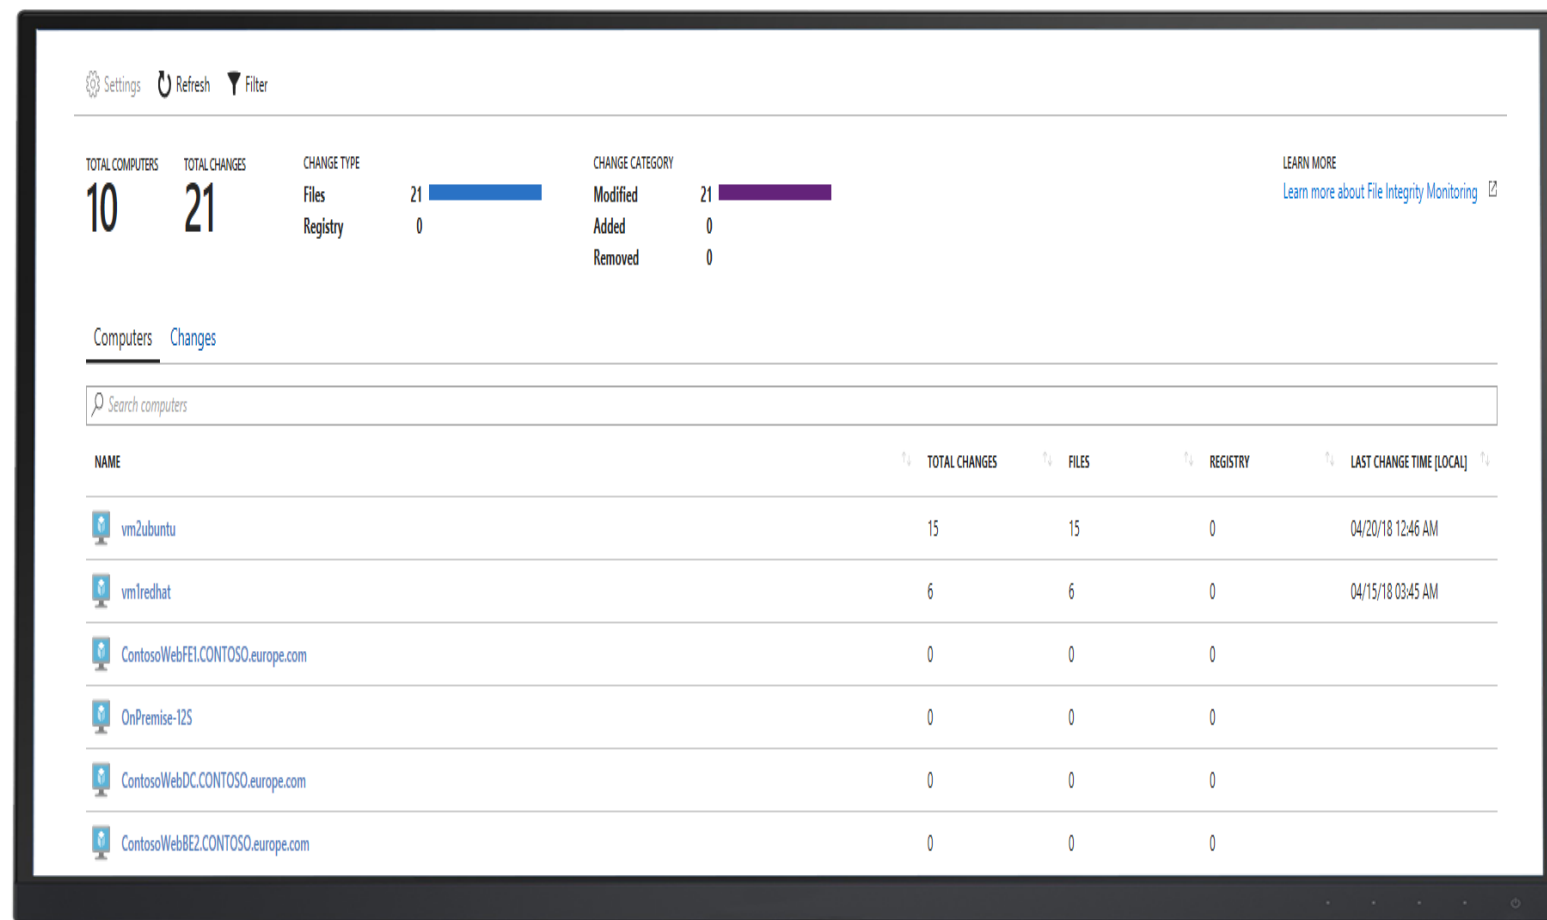 Settings Refresh Filter
TOTAL COMPUTERS TOTAL CHANGES CHANGE TYPE CHANGE CATEGORY LEARN MORE
10 21 Files 21 Modified 21 Learn more about File Integrity Monitoring
Registry 0 Added 0
Removed 0
Computers Changes
Search computers
NAME TOTAL CHANGES FILES REGISTRY LAST CHANGE TIME [LOCAL]
vm2ubuntu 15 15 0 04/20/18 12:46 AM
vm1redhat 6 6 0 04/15/18 03:45 AM
ContosoWebFE1.CONTOSO.europe.com 0 0 0
OnPremise-12S 0 0 0
ContosoWebDC.CONTOSO.europe.com 0 0 0
ContosoWebBE2.CONTOSO.europe.com 0 0 0